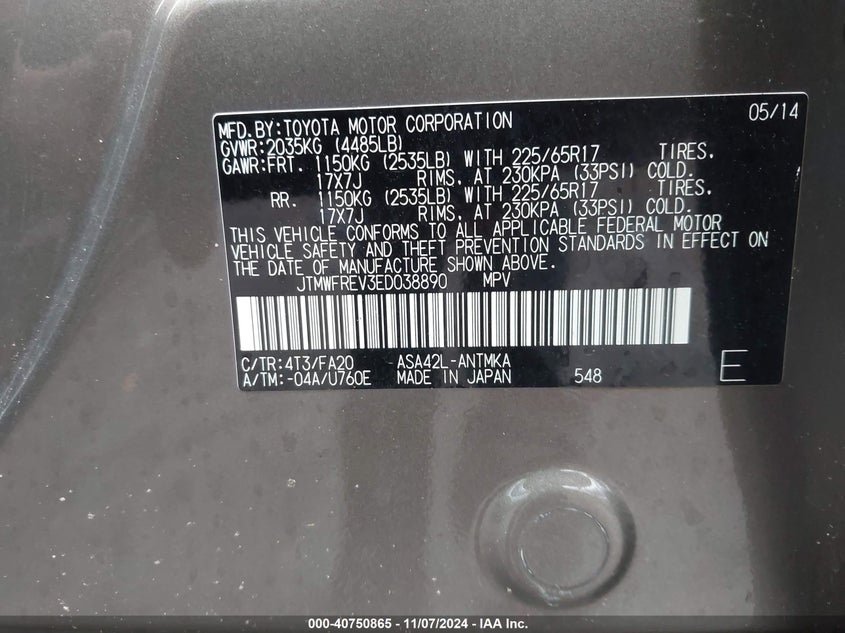 05/14
MFD. BY:TOYOTA MOTOR CORPORATION
GVWR:2035KG (4485LB)
GAWR:FRT. 1150KG (2535LB) WITH 225/65R17 TIRES.
17X7J RIMS. AT 230KPA (33PSI) COLD.
RR. 1150KG (2535LB) WITH 225/65R17 TIRES.
17X7J RIMS. AT 230KPA (33PSI) COLD.
THIS VEHICLE CONFORMS TO ALL APPLICABLE FEDERAL MOTOR
VEHICLE SAFETY AND THEFT PREVENTION STANDARDS IN EFFECT ON
THE DATE OF MANUFACTURE SHOWN ABOVE.
JTMWFREV3ED038890 MPV
C/TR:4T3/FA20 ASA42L-ANTMKA
A/TM:-04A/U760E MADE IN JAPAN 548 E
000-40750865 - 11/07/2024 - IAA Inc.